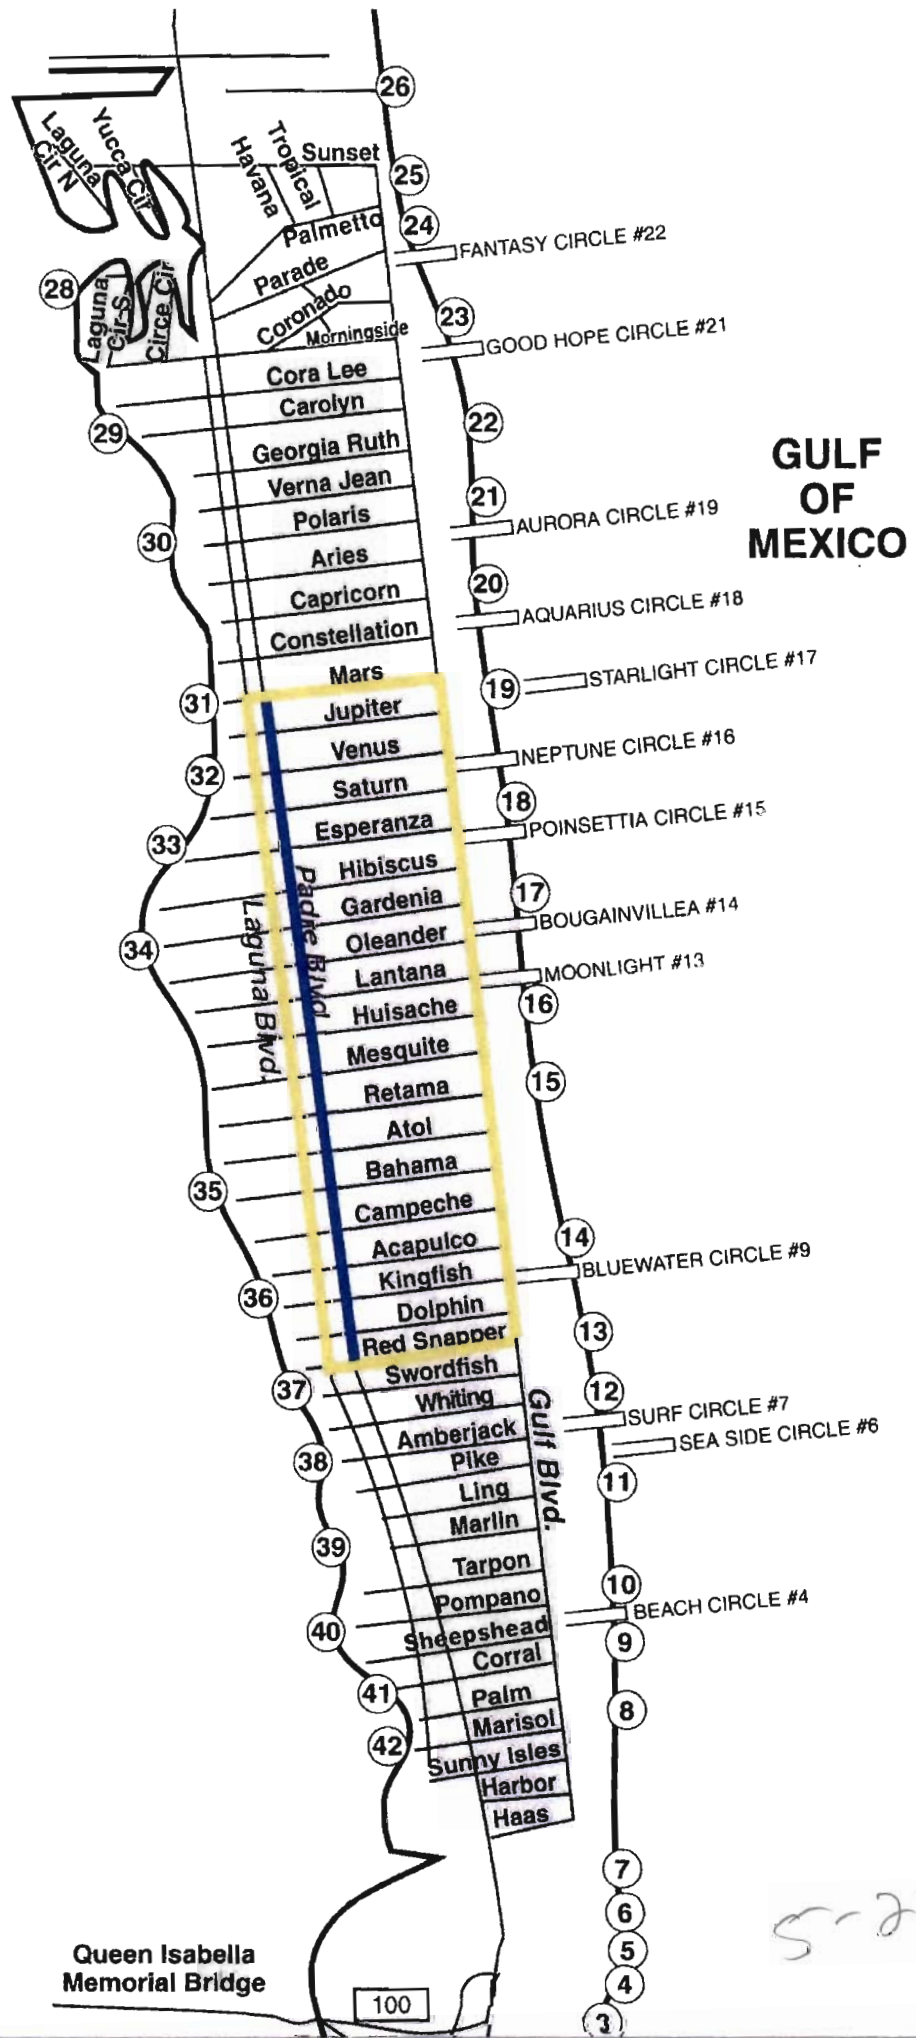 26
Laguna
Cir N
Yucca Cir
Havana
Tropical
Sunset
25
Palmetto
24
FANTASY CIRCLE #22
Parade
28
Laguna
Cir S
Circe Cir
Coronado
23
Morningside
GOOD HOPE CIRCLE #21
Cora Lee
Carolyn
29
22
Georgia Ruth
GULF
OF
MEXICO
Verna Jean
21
Polaris
AURORA CIRCLE #19
30
Aries
20
Capricorn
AQUARIUS CIRCLE #18
Constellation
Mars
STARLIGHT CIRCLE #17
19
31
Jupiter
Venus
NEPTUNE CIRCLE #16
32
Saturn
18
Esperanza
POINSETTIA CIRCLE #15
33
Hibiscus
Padre Blvd
Laguna Blvd.
17
Gardenia
BOUGAINVILLEA #14
34
Oleander
Lantana
MOONLIGHT #13
16
Huisache
Mesquite
15
Retama
Atol
Bahama
35
Campeche
14
Acapulco
BLUEWATER CIRCLE #9
Kingfish
36
Dolphin
13
Red Snapper
Swordfish
37
12
Whiting
Gulf Blvd.
SURF CIRCLE #7
Amberjack
SEA SIDE CIRCLE #6
38
Pike
11
Ling
Marlin
39
Tarpon
10
Pompano
BEACH CIRCLE #4
40
Sheepshead
9
Corral
41
Palm
8
Marisol
42
Sunny Isles
Harbor
Haas
7
6
5-2
5
Queen Isabella
Memorial Bridge
4
100
3